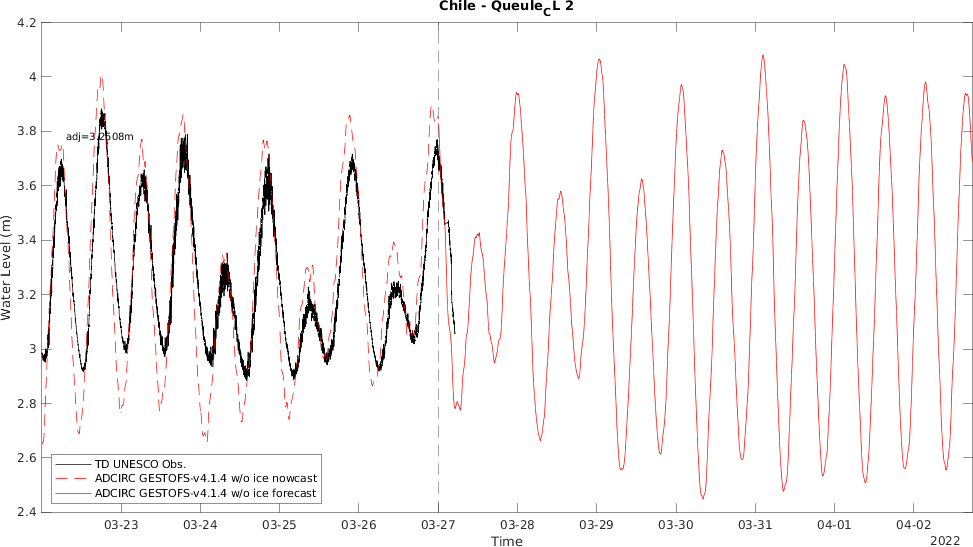 Chile - Queule_CL 2
4.2
4
3.8
3.6
3.4
3.2
3
2.8
2.6
2.4
Water Level (m)
adj=3.2508m
TD UNESCO Obs.
ADCIRC GESTOFS-v4.1.4 w/o ice nowcast
ADCIRC GESTOFS-v4.1.4 w/o ice forecast
03-23 03-24 03-25 03-26 03-27 03-28 03-29 03-30 03-31 04-01 04-02
Time
2022